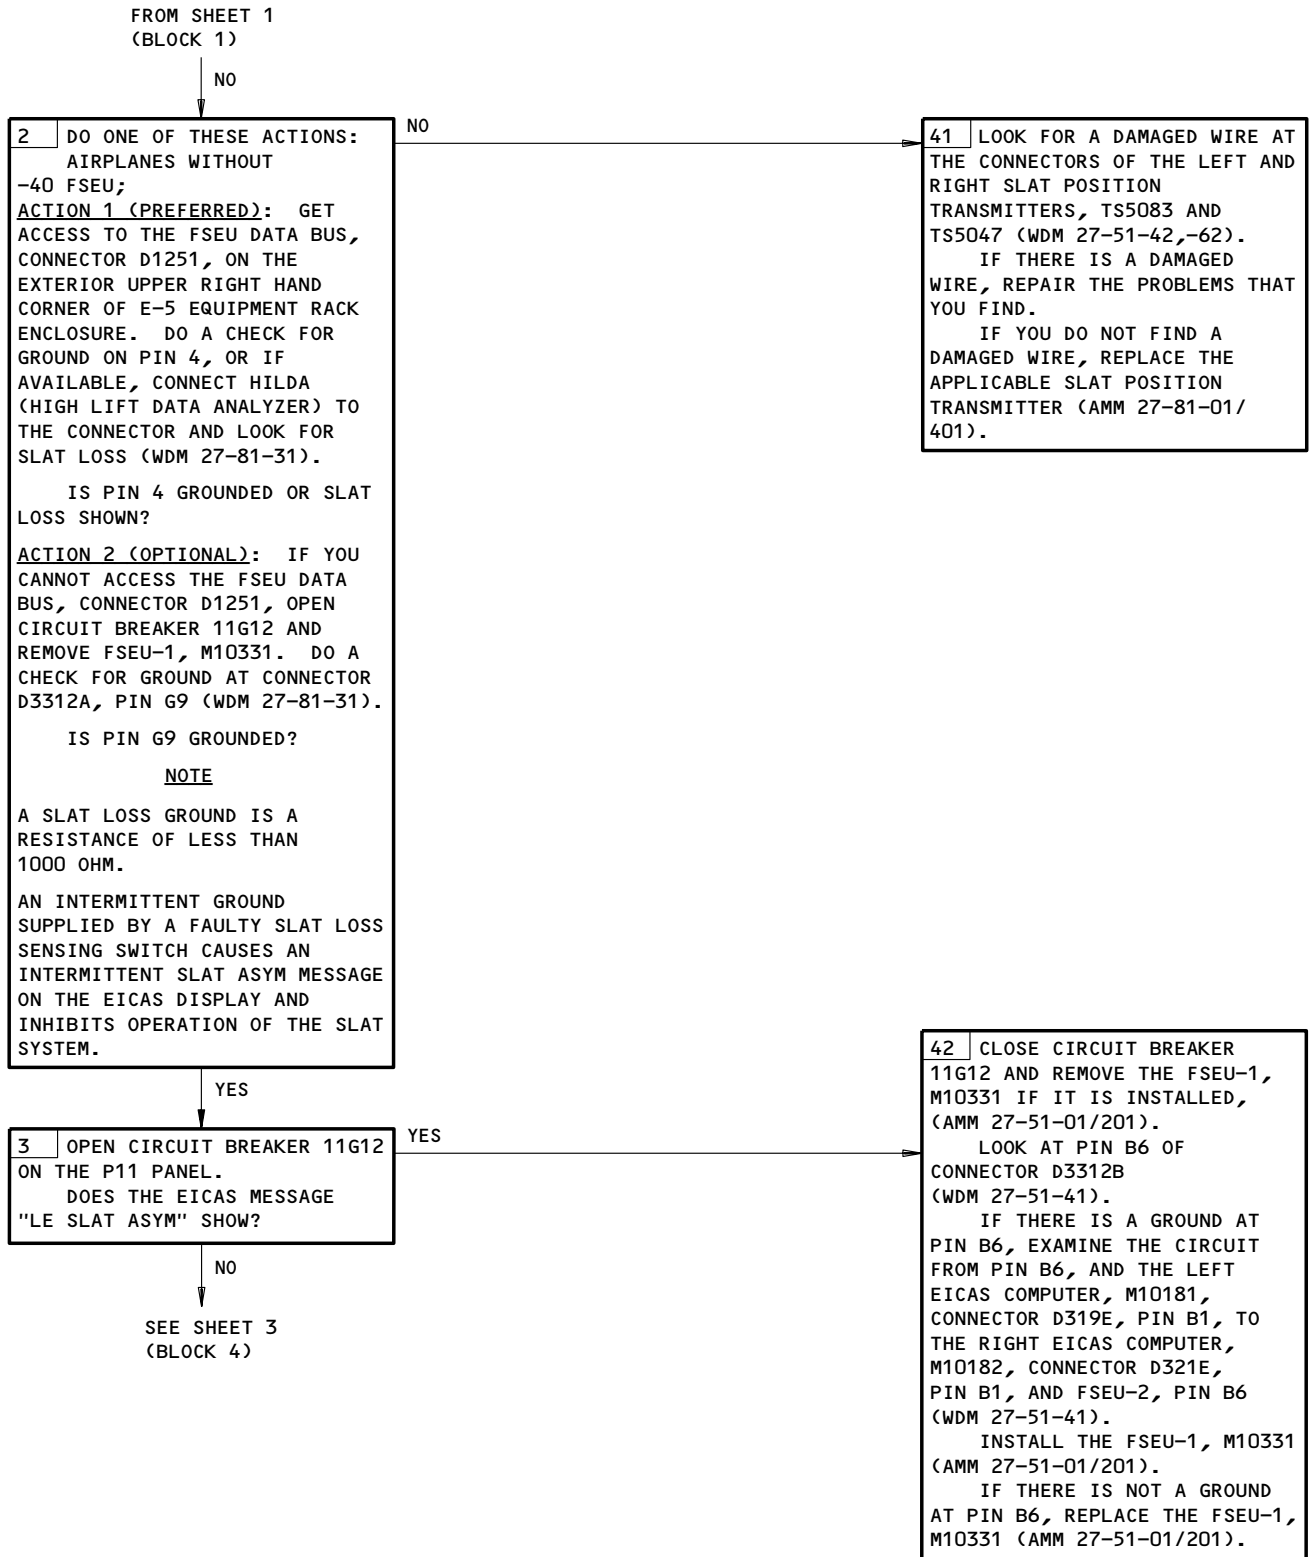 FROM SHEET 1
(BLOCK 1)
NO
2 DO ONE OF THESE ACTIONS:
AIRPLANES WITHOUT
-40 FSEU;
ACTION 1 (PREFERRED): GET
ACCESS TO THE FSEU DATA BUS,
CONNECTOR D1251, ON THE
EXTERIOR UPPER RIGHT HAND
CORNER OF E-5 EQUIPMENT RACK
ENCLOSURE. DO A CHECK FOR
GROUND ON PIN 4, OR IF
AVAILABLE, CONNECT HILDA
(HIGH LIFT DATA ANALYZER) TO
THE CONNECTOR AND LOOK FOR
SLAT LOSS (WDM 27-81-31).
IS PIN 4 GROUNDED OR SLAT
LOSS SHOWN?
ACTION 2 (OPTIONAL): IF YOU
CANNOT ACCESS THE FSEU DATA
BUS, CONNECTOR D1251, OPEN
CIRCUIT BREAKER 11G12 AND
REMOVE FSEU-1, M10331. DO A
CHECK FOR GROUND AT CONNECTOR
D3312A, PIN G9 (WDM 27-81-31).
IS PIN G9 GROUNDED?
NOTE
A SLAT LOSS GROUND IS A
RESISTANCE OF LESS THAN
1000 OHM.
AN INTERMITTENT GROUND
SUPPLIED BY A FAULTY SLAT LOSS
SENSING SWITCH CAUSES AN
INTERMITTENT SLAT ASYM MESSAGE
ON THE EICAS DISPLAY AND
INHIBITS OPERATION OF THE SLAT
SYSTEM.
NO
41 LOOK FOR A DAMAGED WIRE AT
THE CONNECTORS OF THE LEFT AND
RIGHT SLAT POSITION
TRANSMITTERS, TS5083 AND
TS5047 (WDM 27-51-42,-62).
IF THERE IS A DAMAGED
WIRE, REPAIR THE PROBLEMS THAT
YOU FIND.
IF YOU DO NOT FIND A
DAMAGED WIRE, REPLACE THE
APPLICABLE SLAT POSITION
TRANSMITTER (AMM 27-81-01/
401).
YES
3 OPEN CIRCUIT BREAKER 11G12
ON THE P11 PANEL.
DOES THE EICAS MESSAGE
"LE SLAT ASYM" SHOW?
YES
42 CLOSE CIRCUIT BREAKER
11G12 AND REMOVE THE FSEU-1,
M10331 IF IT IS INSTALLED,
(AMM 27-51-01/201).
LOOK AT PIN B6 OF
CONNECTOR D3312B
(WDM 27-51-41).
IF THERE IS A GROUND AT
PIN B6, EXAMINE THE CIRCUIT
FROM PIN B6, AND THE LEFT
EICAS COMPUTER, M10181,
CONNECTOR D319E, PIN B1, TO
THE RIGHT EICAS COMPUTER,
M10182, CONNECTOR D321E,
PIN B1, AND FSEU-2, PIN B6
(WDM 27-51-41).
INSTALL THE FSEU-1, M10331
(AMM 27-51-01/201).
IF THERE IS NOT A GROUND
AT PIN B6, REPLACE THE FSEU-1,
M10331 (AMM 27-51-01/201).
NO
SEE SHEET 3
(BLOCK 4)